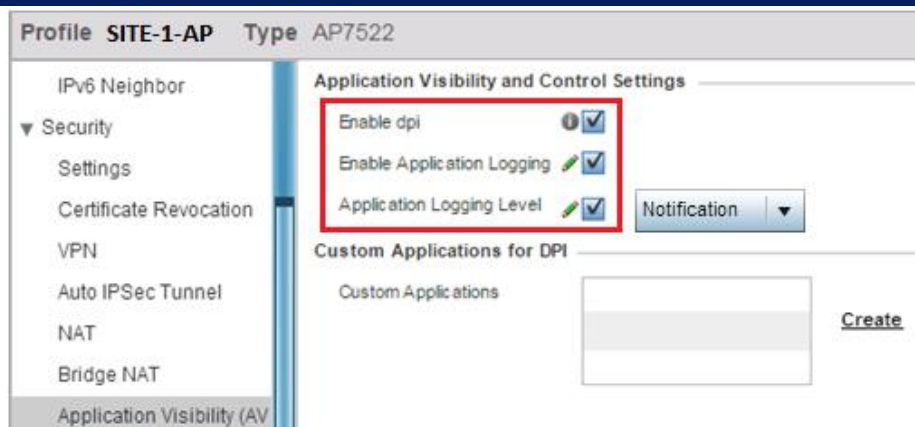 Profile SITE-1-AP Type AP7522
IPv6 Neighbor
Security
Settings
Certificate Revocation
VPN
Auto IPSec Tunnel
NAT
Bridge NAT
Application Visibility (AV
Application Visibility and Control Settings
Enable dpi
Enable Application Logging
Application Logging Level Notification
Custom Applications for DPI
Custom Applications
Create